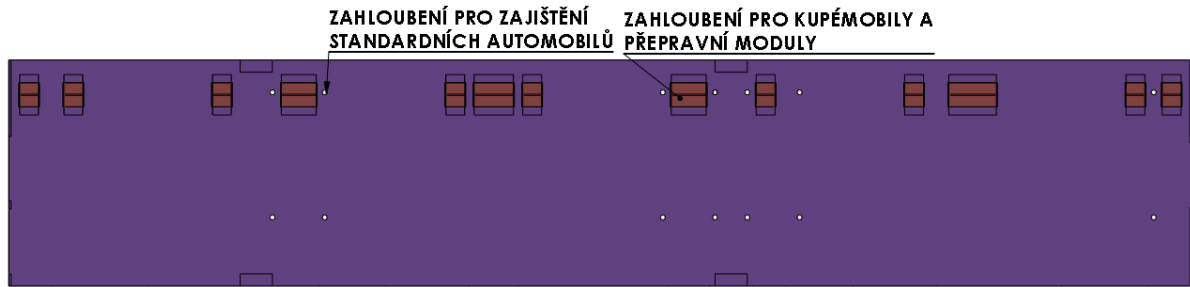 ZAHLOUBENÍ PRO ZAJIŠTĚNÍ
STANDARDNÍCH AUTOMOBILŮ
ZAHLOUBENÍ PRO KUPÉMOBILY A
PŘEPRAVNÍ MODULY